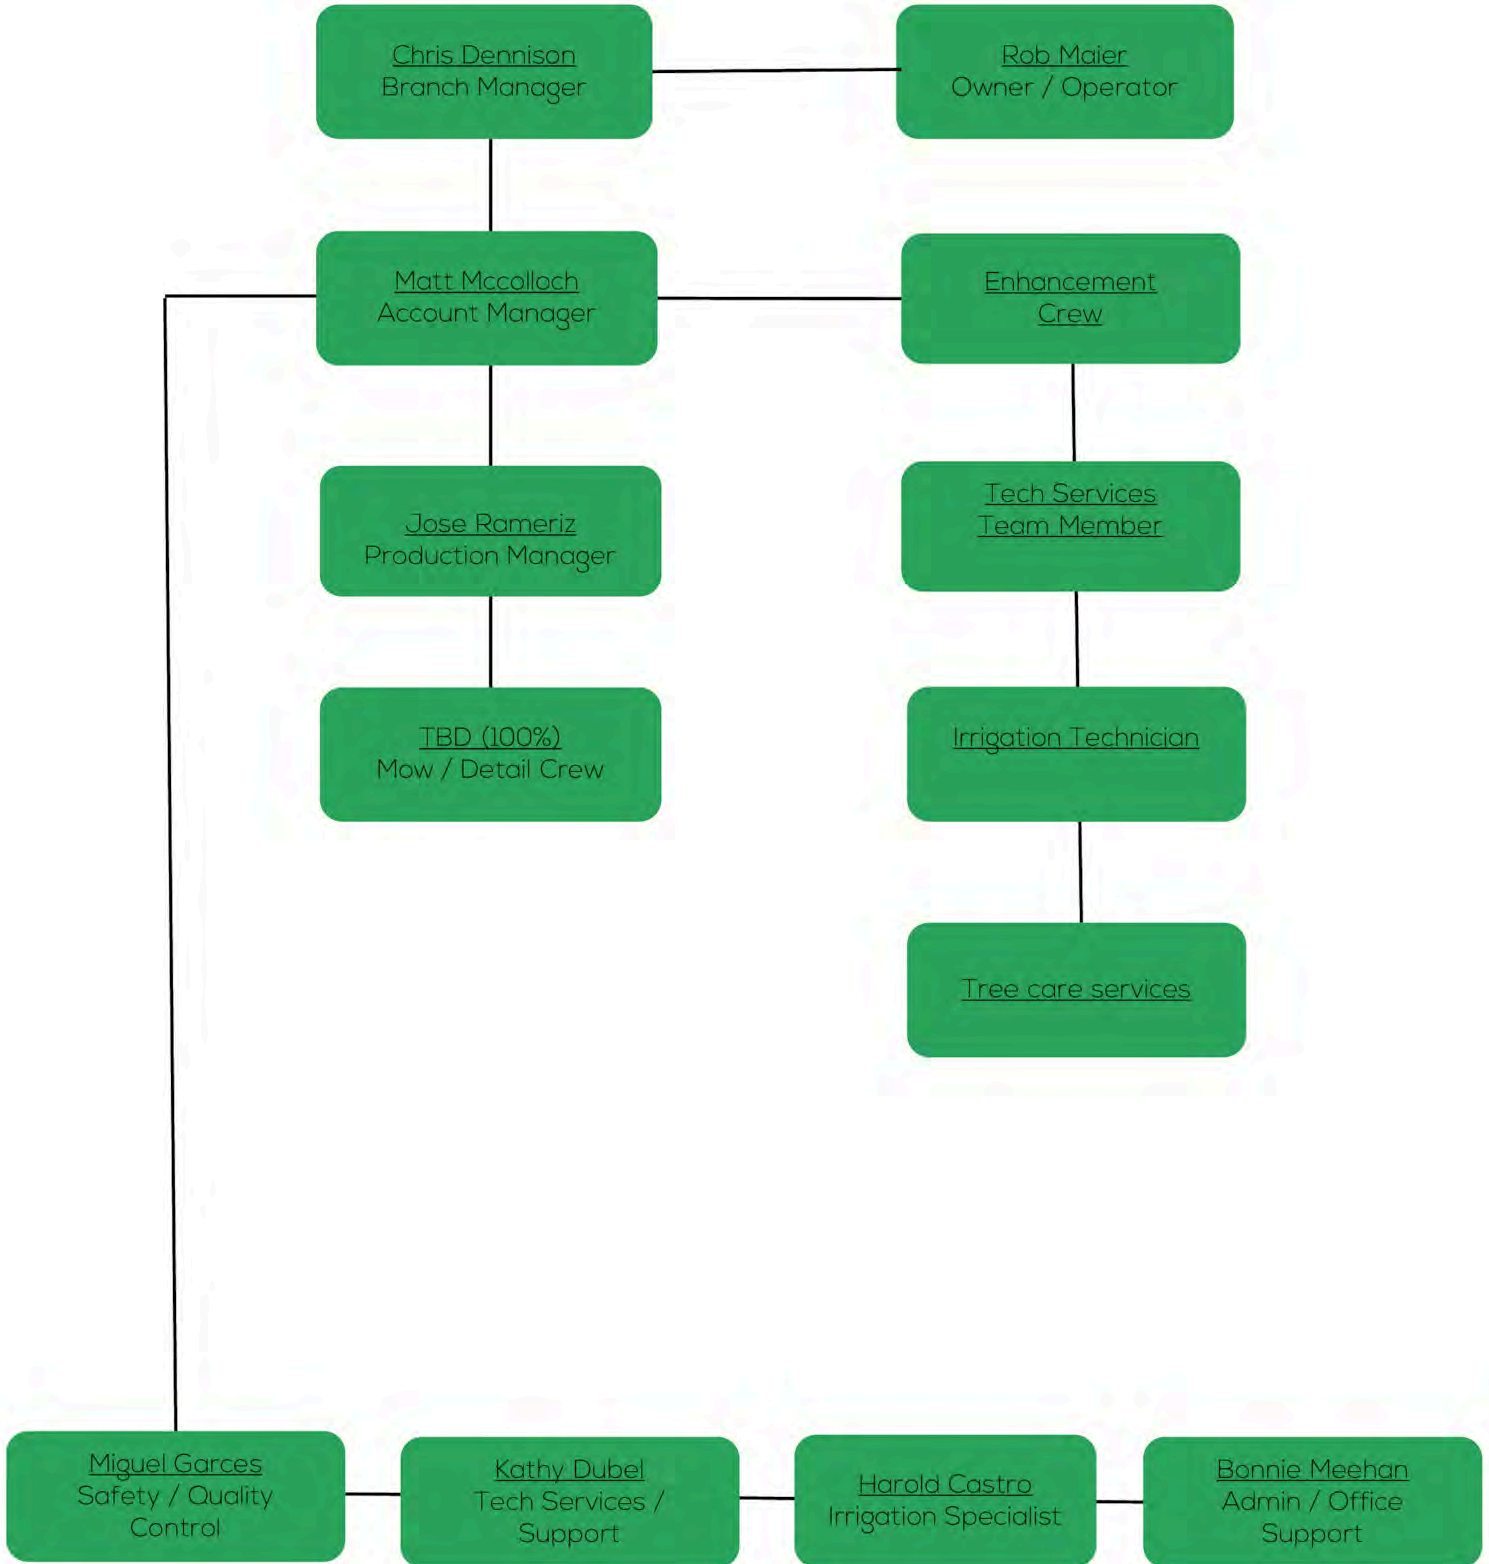 Chris Dennison
Branch Manager
Rob Maier
Owner / Operator
Matt Mccolloch
Account Manager
Enhancement
Crew
Jose Rameriz
Production Manager
Tech Services
Team Member
TBD (100%)
Mow / Detail Crew
Irrigation Technician
Tree care services
Miguel Garces
Safety / Quality
Control
Kathy Dubel
Tech Services /
Support
Harold Castro
Irrigation Specialist
Bonnie Meehan
Admin / Office
Support